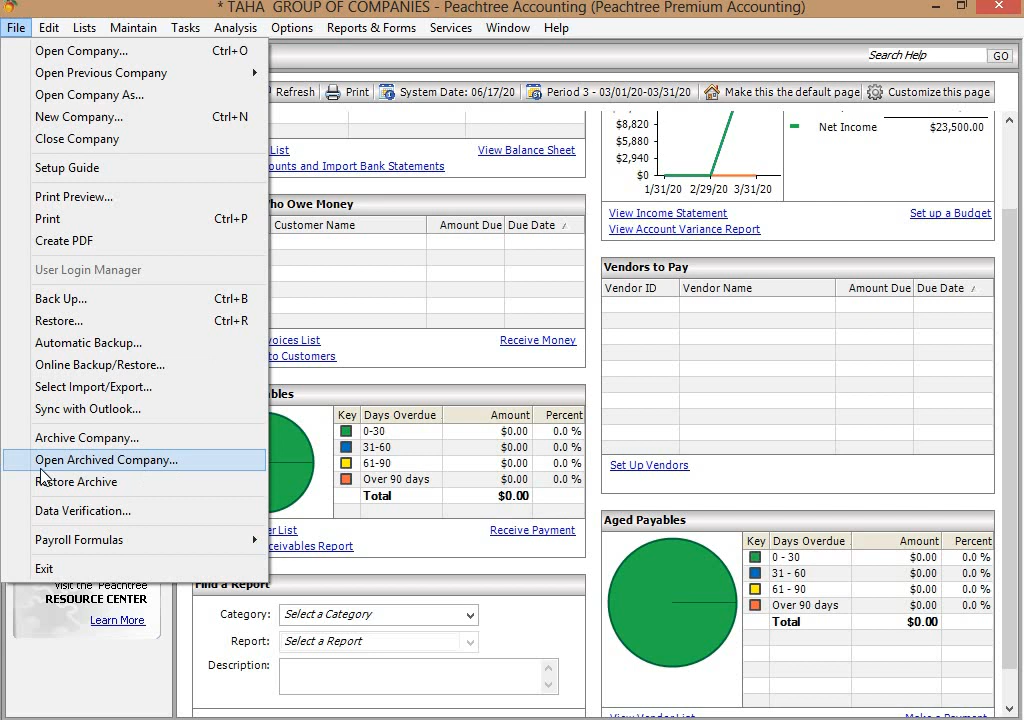 * TAHA GROUP OF COMPANIES - Peachtree Accounting (Peachtree Premium Accounting)
File Edit Lists Maintain Tasks Analysis Options Reports & Forms Services Window Help
Open Company... Ctrl+O
Open Previous Company
Open Company As...
New Company... Ctrl+N
Close Company
Setup Guide
Print Preview...
Print Ctrl+P
Create PDF
User Login Manager
Back Up... Ctrl+B
Restore... Ctrl+R
Automatic Backup...
Online Backup/Restore...
Select Import/Export...
Sync with Outlook...
Archive Company...
Open Archived Company...
Restore Archive
Data Verification...
Payroll Formulas
Exit
Visit the Peachtree
RESOURCE CENTER
Learn More
Search Help GO
Refresh Print System Date: 06/17/20 Period 3 - 03/01/20-03/31/20 Make this the default page Customize this page
List View Balance Sheet
ounts and Import Bank Statements
ho Owe Money
Customer Name Amount Due Due Date
voices List Receive Money
to Customers
bles
Key Days Overdue Amount Percent
0-30 $0.00 0.0 %
31-60 $0.00 0.0 %
61-90 $0.00 0.0 %
Over 90 days $0.00 0.0 %
Total $0.00
er List Receive Payment
ceivables Report
Find a Report
Category: Select a Category
Report: Select a Report
Description:
$8,820
$5,880
$2,940
$0
1/31/20 2/29/20 3/31/20
Net Income $23,500.00
View Income Statement Set up a Budget
View Account Variance Report
Vendors to Pay
Vendor ID Vendor Name Amount Due Due Date
Set Up Vendors
Aged Payables
Key Days Overdue Amount Percent
0 - 30 $0.00 0.0 %
31 - 60 $0.00 0.0 %
61 - 90 $0.00 0.0 %
Over 90 days $0.00 0.0 %
Total $0.00
View Vendor List Make a Payment